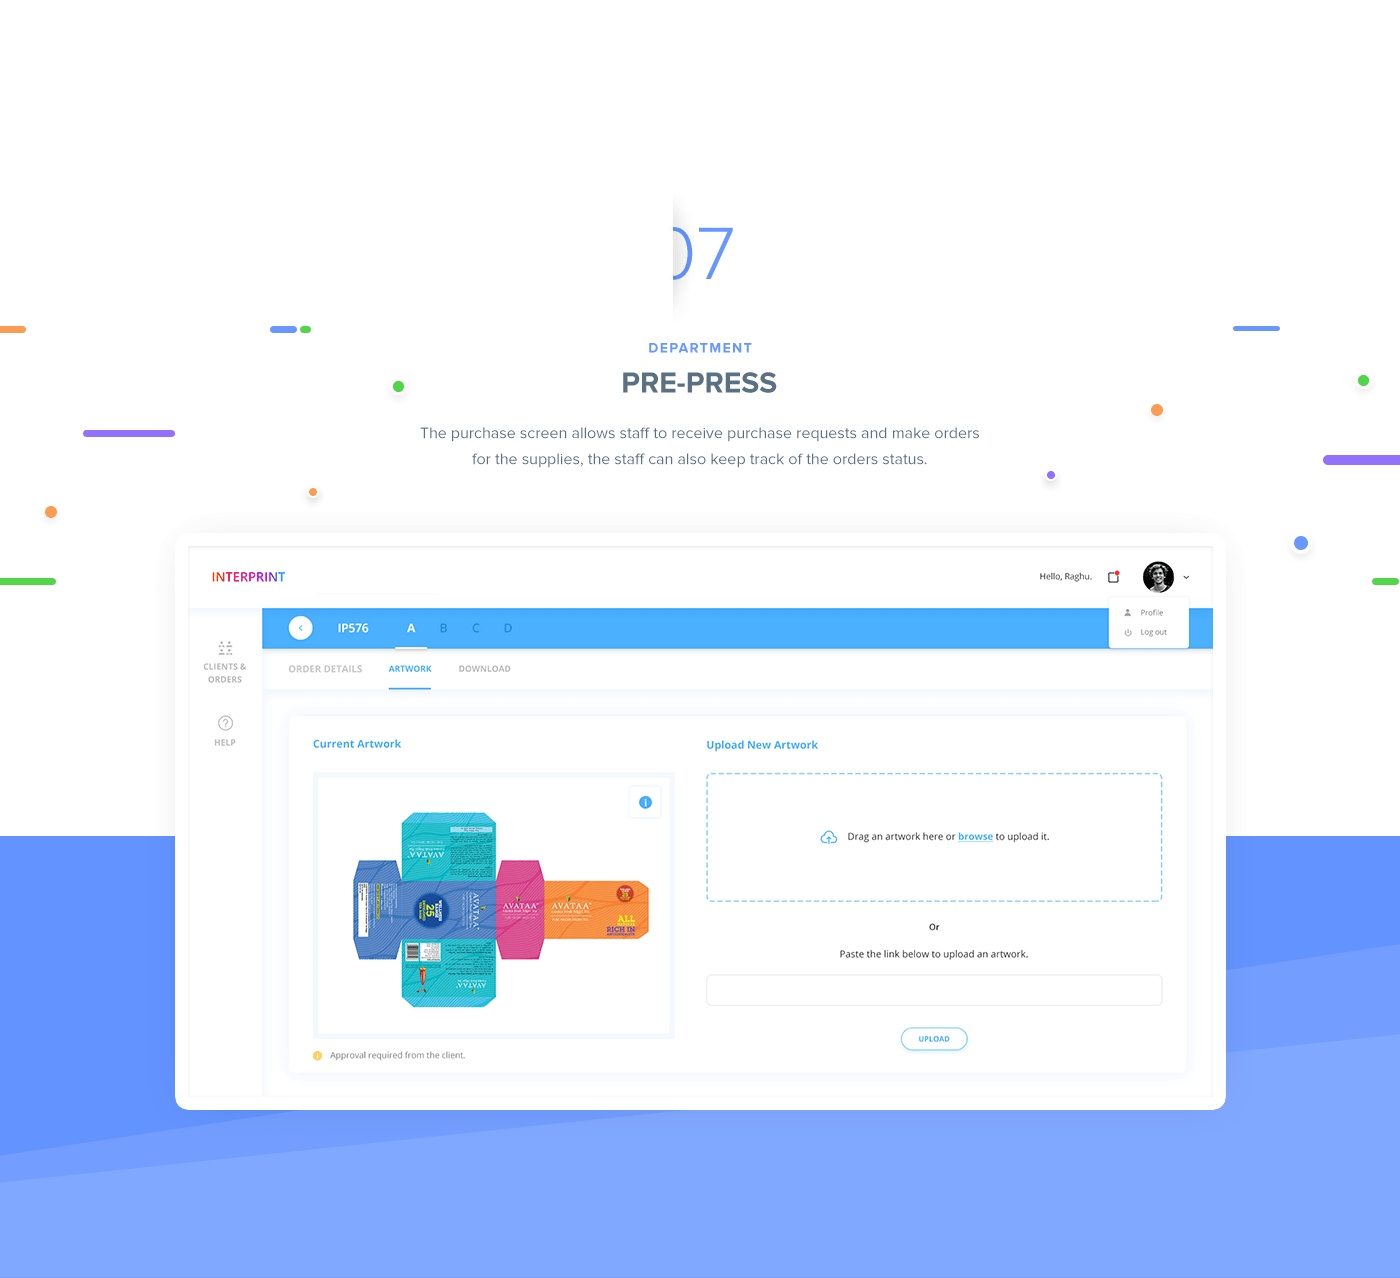 07
DEPARTMENT
PRE-PRESS
The purchase screen allows staff to receive purchase requests and make orders
for the supplies, the staff can also keep track of the orders status.
INTERPRINT
Hello, Raghu.
Profile
Log out
IP576 A B C D
CLIENTS &
ORDERS
HELP
ORDER DETAILS ARTWORK DOWNLOAD
Current Artwork
AVATAA
AVATAA
25
AVATAA
AVATAA
AVATAA
ALL
RICH IN
AVATAA
Approval required from the client.
Upload New Artwork
Drag an artwork here or browse to upload it.
Or
Paste the link below to upload an artwork.
UPLOAD